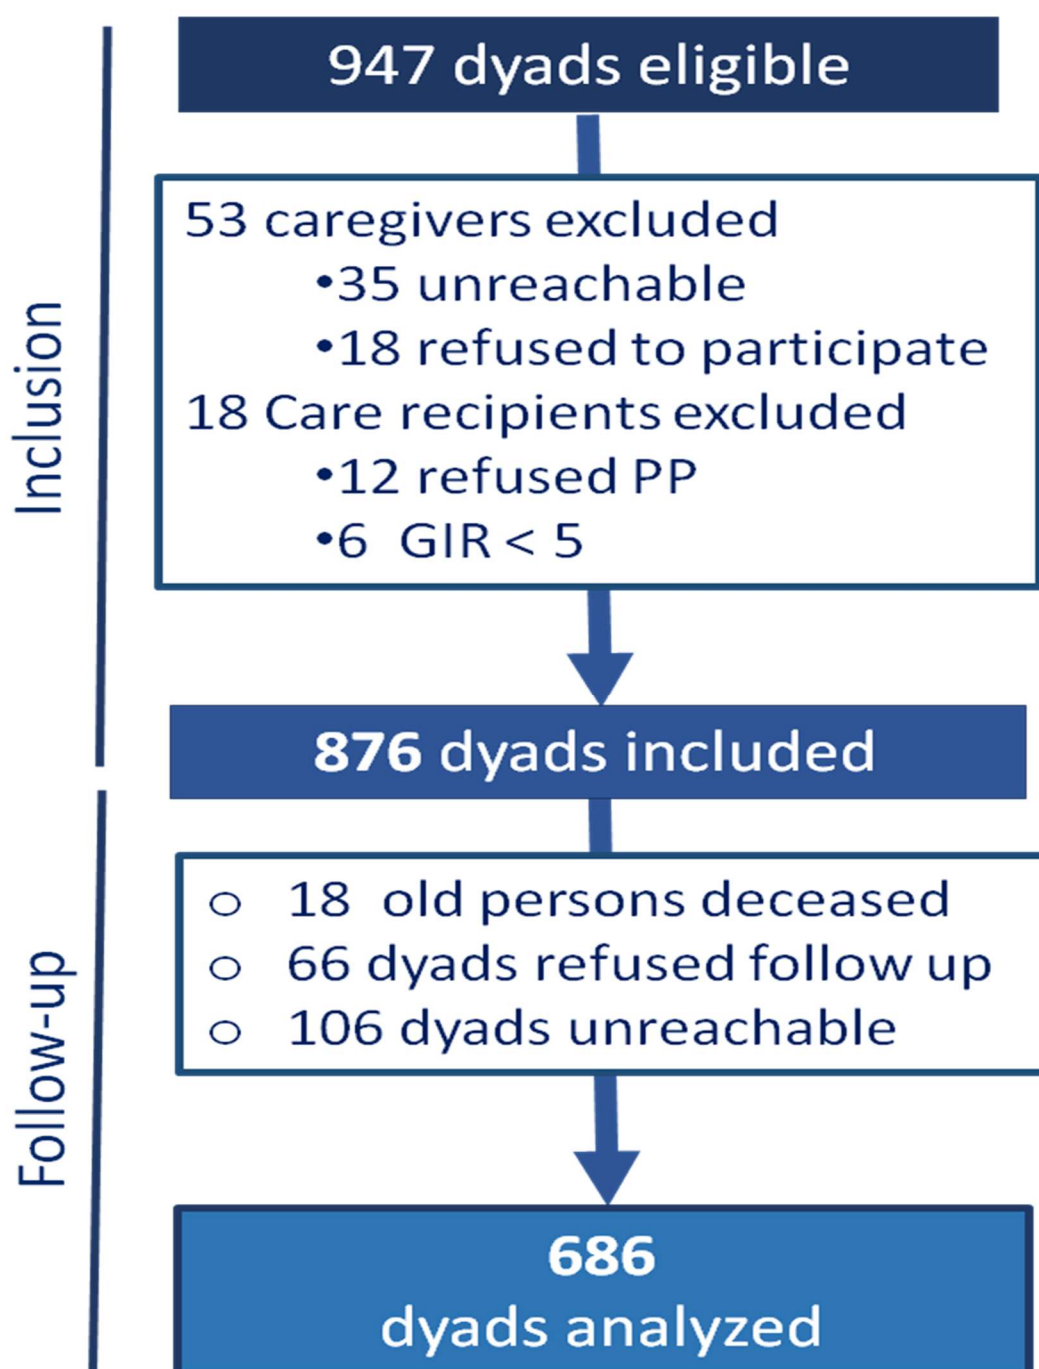 947 dyads eligible
Inclusion
53 caregivers excluded
•35 unreachable
•18 refused to participate
18 Care recipients excluded
•12 refused PP
•6 GIR < 5
876 dyads included
Follow-up
o 18 old persons deceased
o 66 dyads refused follow up
o 106 dyads unreachable
686
dyads analyzed